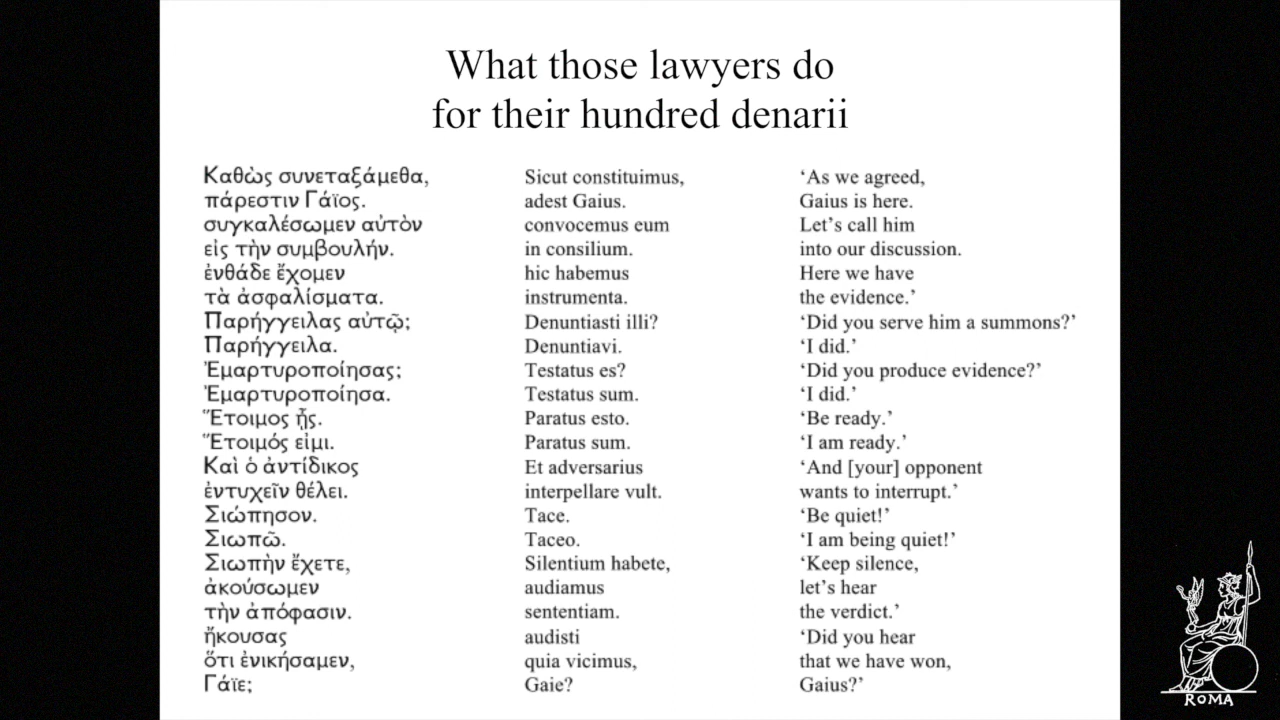 What those lawyers do
for their hundred denarii
Καθὼς συνεταξάμεθα, Sicut constituimus, ‘As we agreed,
πάρεστιν Γάϊος. adest Gaius. Gaius is here.
συγκαλέσωμεν αὐτὸν convocemus eum Let’s call him
εἰς τὴν συμβουλήν. in consilium. into our discussion.
ἐνθάδε ἔχομεν hic habemus Here we have
τὰ ἀσφαλίσματα. instrumenta. the evidence.’
Παρήγγειλας αὐτῷ; Denuntiasti illi? ‘Did you serve him a summons?’
Παρήγγειλα. Denuntiavi. ‘I did.’
Ἐμαρτυροποίησας; Testatus es? ‘Did you produce evidence?’
Ἐμαρτυροποίησα. Testatus sum. ‘I did.’
Ἕτοιμος ᾖς. Paratus esto. ‘Be ready.’
Ἕτοιμός εἰμι. Paratus sum. ‘I am ready.’
Καὶ ὁ ἀντίδικος Et adversarius ‘And [your] opponent
ἐντυχεῖν θέλει. interpellare vult. wants to interrupt.’
Σιώπησον. Tace. ‘Be quiet!’
Σιωπῶ. Taceo. ‘I am being quiet!’
Σιωπὴν ἔχετε, Silentium habete, ‘Keep silence,
ἀκούσωμεν audiamus let’s hear
τὴν ἀπόφασιν. sententiam. the verdict.’
ἤκουσας audisti ‘Did you hear
ὅτι ἐνικήσαμεν, quia vicimus, that we have won,
Γάϊε; Gaie? Gaius?’
ROMA